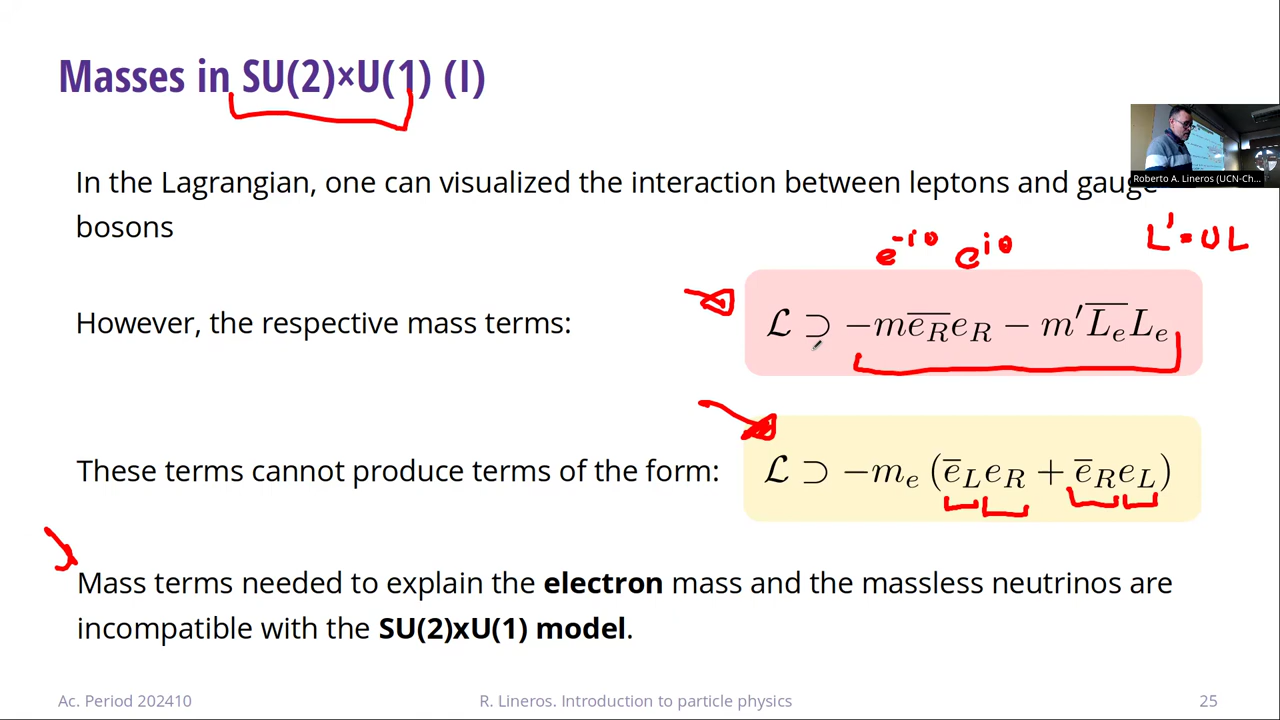 Masses in SU(2)×U(1) (I)
Roberto A. Lineros (UCN-Ch...
In the Lagrangian, one can visualized the interaction between leptons and gauge
bosons
L' = U L
e^{-iθ} e^{iθ}
However, the respective mass terms:
ℒ ⊃ −m\overline{e_R}e_R − m'\overline{L_e}L_e
These terms cannot produce terms of the form:
ℒ ⊃ −m_e (\overline{e}_L e_R + \overline{e}_R e_L)
Mass terms needed to explain the electron mass and the massless neutrinos are
incompatible with the SU(2)xU(1) model.
Ac. Period 202410
R. Lineros. Introduction to particle physics
25